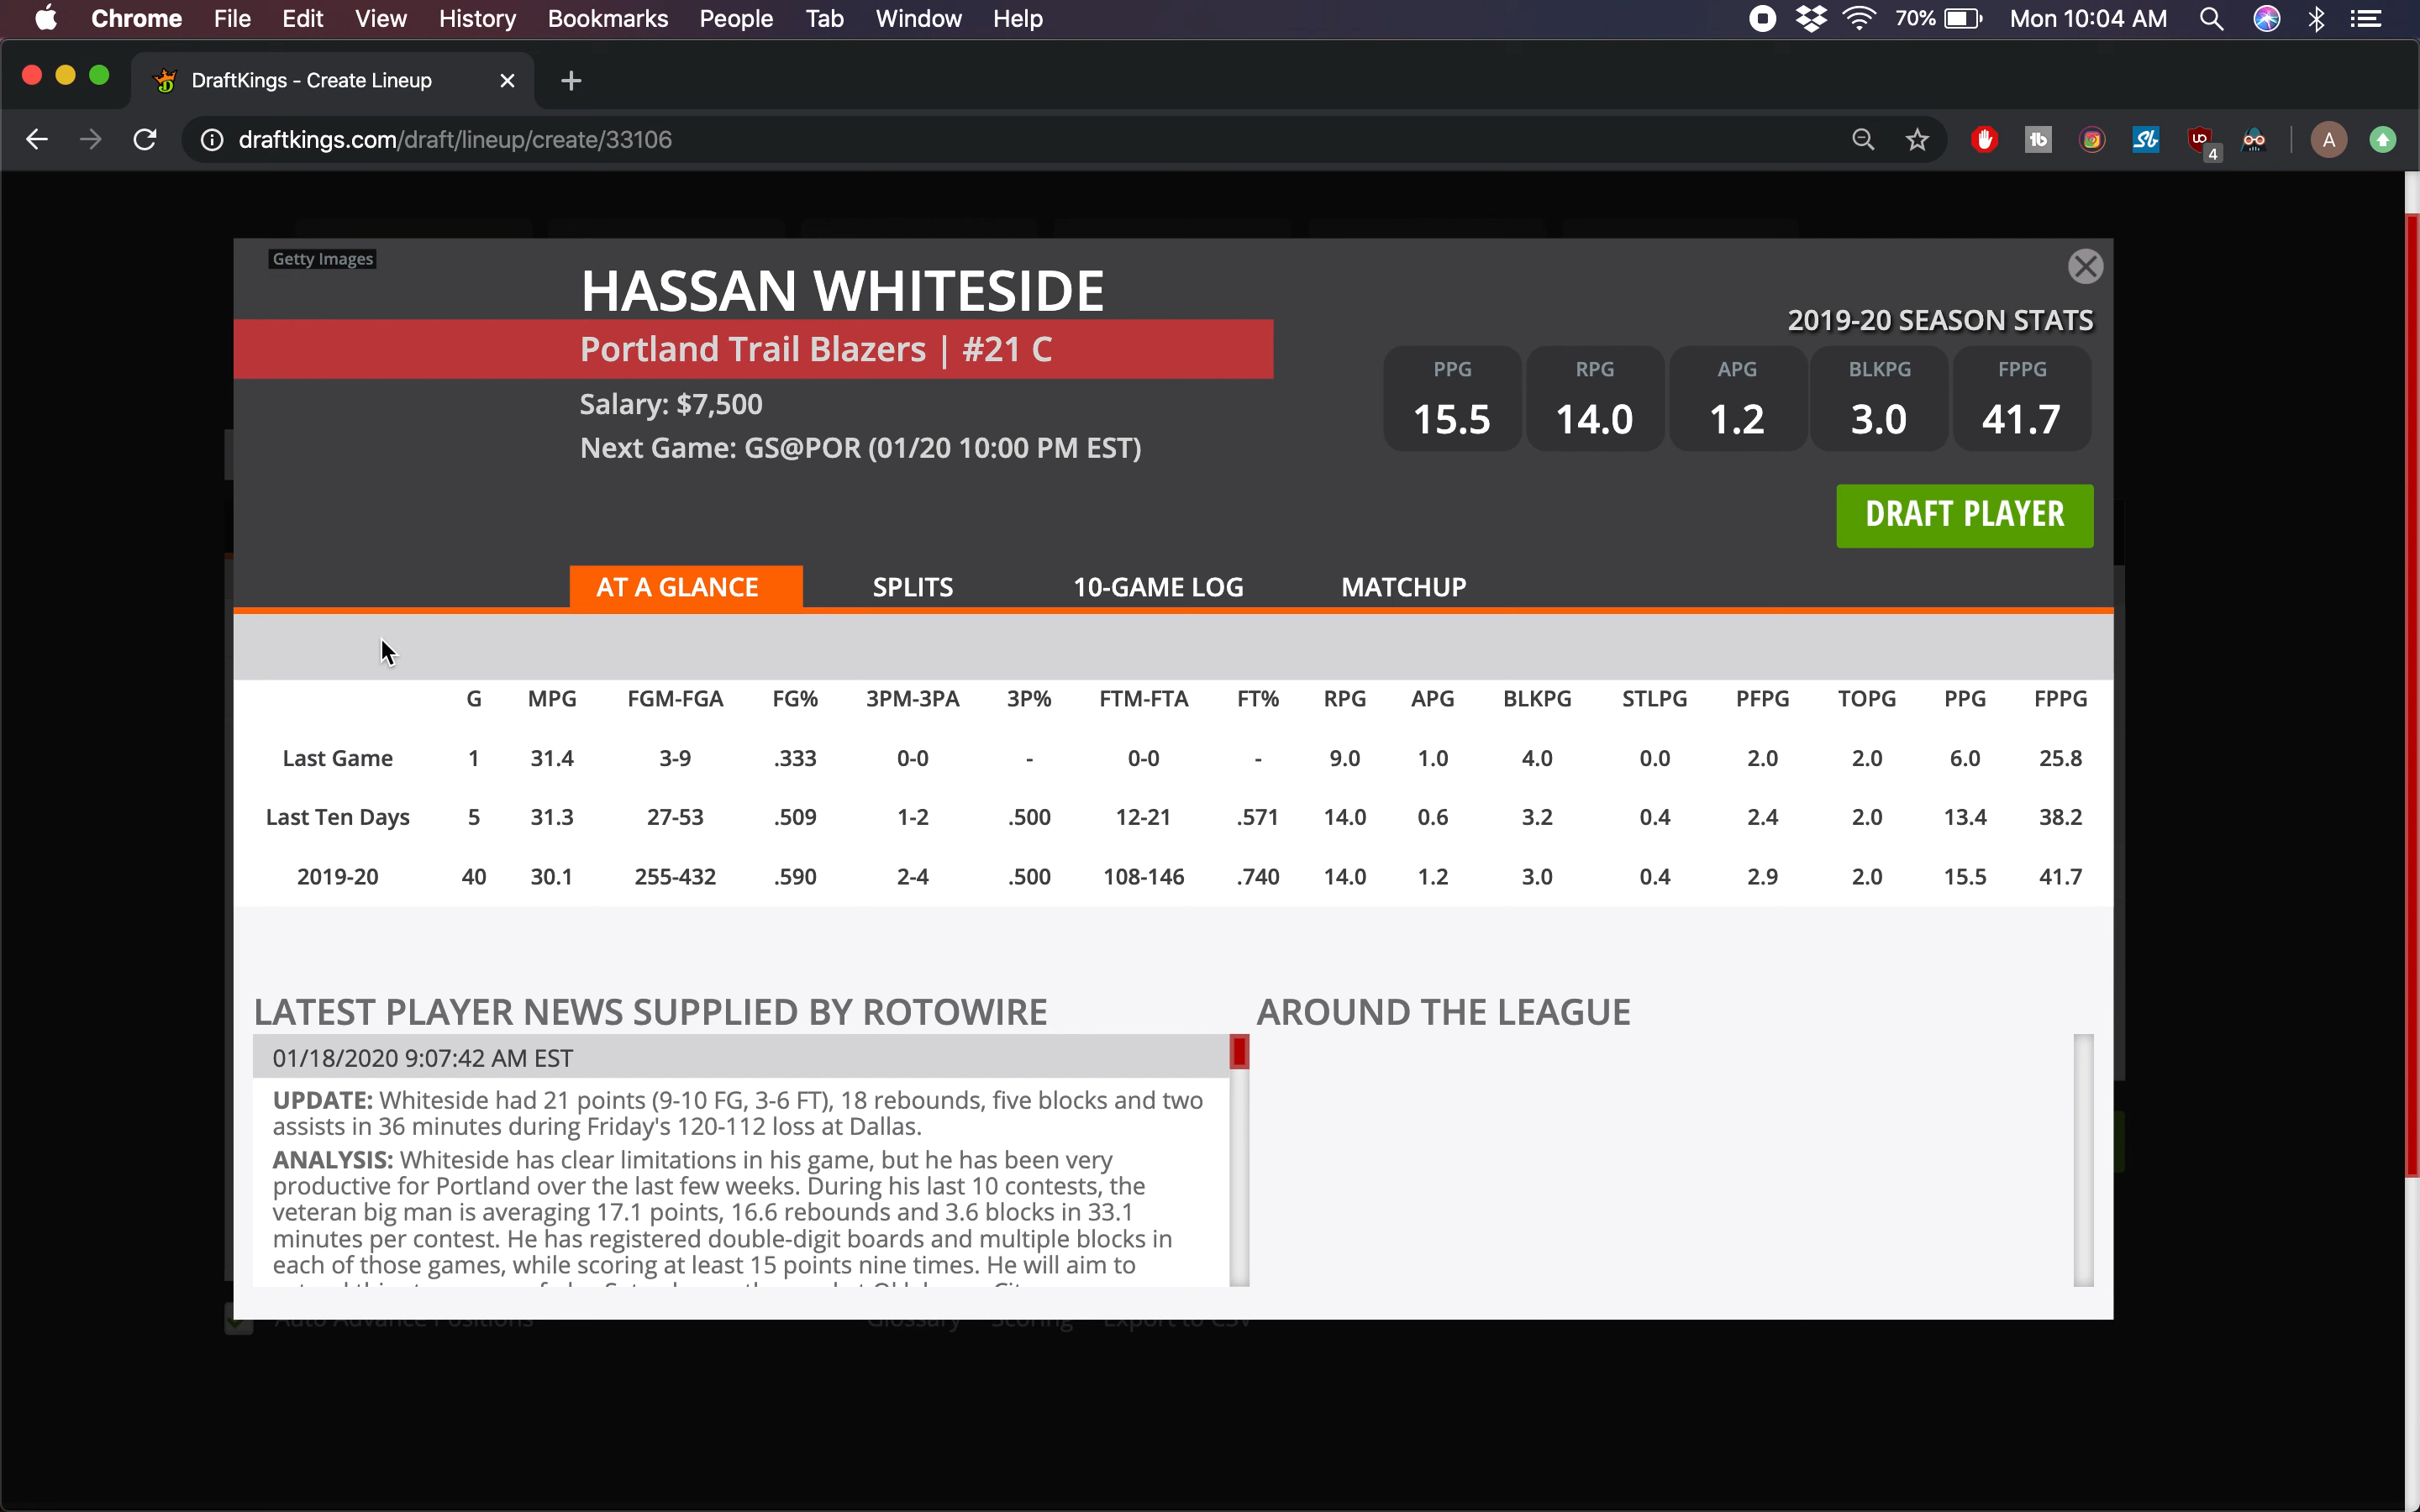 Chrome File Edit View History Bookmarks People Tab Window Help 70% Mon 10:04 AM
DraftKings - Create Lineup
draftkings.com/draft/lineup/create/33106
tb Sb UD 4 A
Getty Images
HASSAN WHITESIDE
Portland Trail Blazers | #21 C
Salary: $7,500
Next Game: GS@POR (01/20 10:00 PM EST)
2019-20 SEASON STATS
PPG RPG APG BLKPG FPPG
15.5 14.0 1.2 3.0 41.7
DRAFT PLAYER
AT A GLANCE SPLITS 10-GAME LOG MATCHUP
G MPG FGM-FGA FG% 3PM-3PA 3P% FTM-FTA FT% RPG APG BLKPG STLPG PFPG TOPG PPG FPPG
Last Game 1 31.4 3-9 .333 0-0 - 0-0 - 9.0 1.0 4.0 0.0 2.0 2.0 6.0 25.8
Last Ten Days 5 31.3 27-53 .509 1-2 .500 12-21 .571 14.0 0.6 3.2 0.4 2.4 2.0 13.4 38.2
2019-20 40 30.1 255-432 .590 2-4 .500 108-146 .740 14.0 1.2 3.0 0.4 2.9 2.0 15.5 41.7
LATEST PLAYER NEWS SUPPLIED BY ROTOWIRE
01/18/2020 9:07:42 AM EST
UPDATE: Whiteside had 21 points (9-10 FG, 3-6 FT), 18 rebounds, five blocks and two
assists in 36 minutes during Friday's 120-112 loss at Dallas.
ANALYSIS: Whiteside has clear limitations in his game, but he has been very
productive for Portland over the last few weeks. During his last 10 contests, the
veteran big man is averaging 17.1 points, 16.6 rebounds and 3.6 blocks in 33.1
minutes per contest. He has registered double-digit boards and multiple blocks in
each of those games, while scoring at least 15 points nine times. He will aim to
AROUND THE LEAGUE
Auto Advance Positions Glossary Scoring Export to CSV